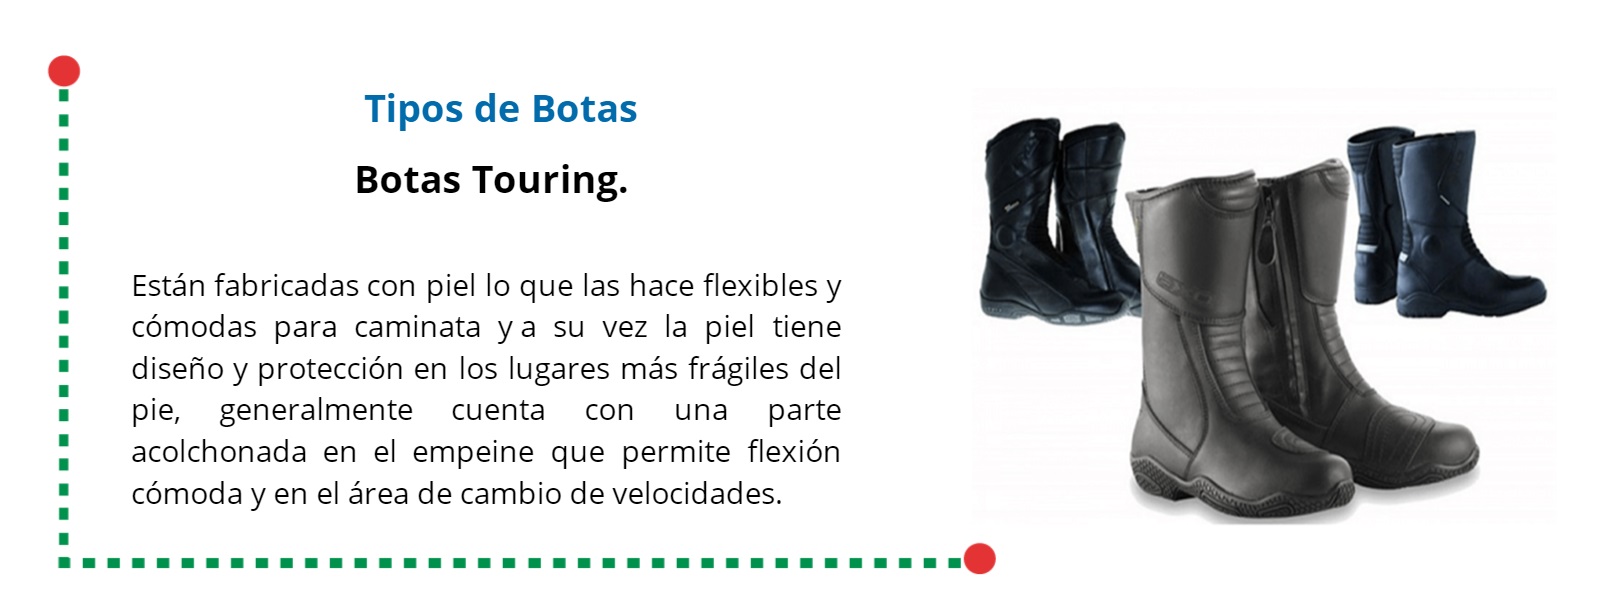 Tipos de Botas
Botas Touring.
Están fabricadas con piel lo que las hace flexibles y
cómodas para caminata y a su vez la piel tiene
diseño y protección en los lugares más frágiles del
pie, generalmente cuenta con una parte
acolchonada en el empeine que permite flexión
cómoda y en el área de cambio de velocidades.